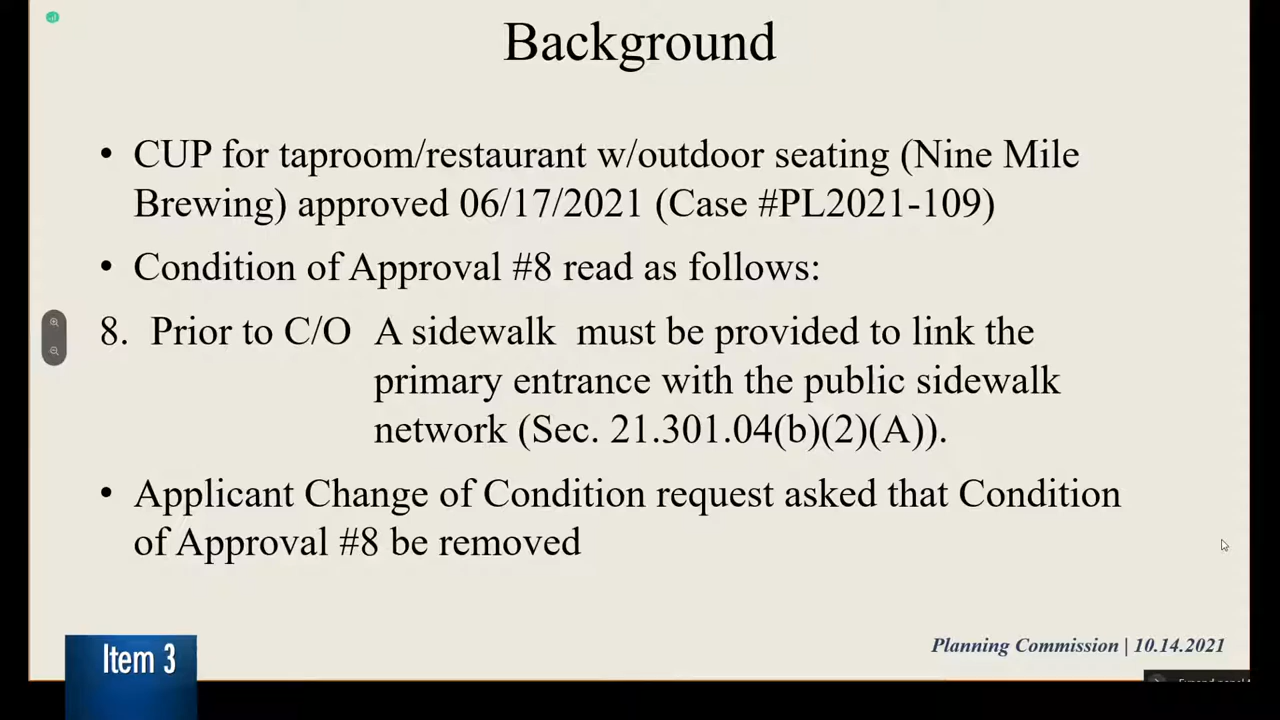 Background
• CUP for taproom/restaurant w/outdoor seating (Nine Mile
Brewing) approved 06/17/2021 (Case #PL2021-109)
• Condition of Approval #8 read as follows:
8. Prior to C/O A sidewalk must be provided to link the
primary entrance with the public sidewalk
network (Sec. 21.301.04(b)(2)(A)).
• Applicant Change of Condition request asked that Condition
of Approval #8 be removed
Planning Commission | 10.14.2021
Item 3